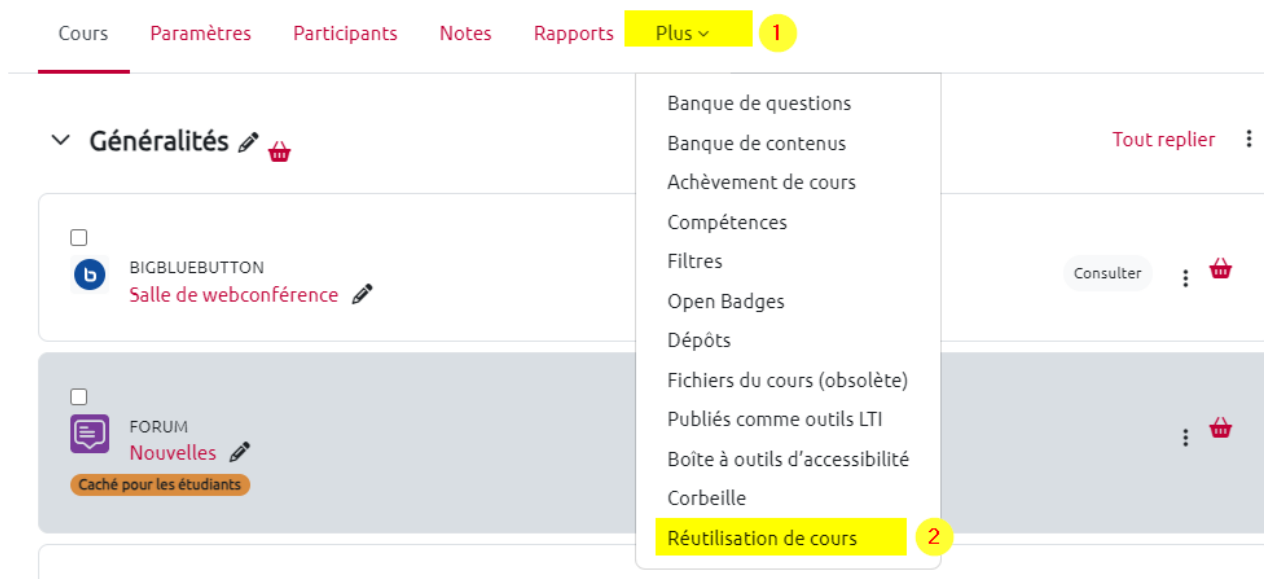 Cours Paramètres Participants Notes Rapports Plus 1
Banque de questions
Généralités
Banque de contenus
Tout replier
Achèvement de cours
Compétences
BIGBLUEBUTTON
Salle de webconférence
Filtres
Consulter
Open Badges
Dépôts
Fichiers du cours (obsolète)
FORUM
Nouvelles
Caché pour les étudiants
Publiés comme outils LTI
Boîte à outils d’accessibilité
Corbeille
Réutilisation de cours 2